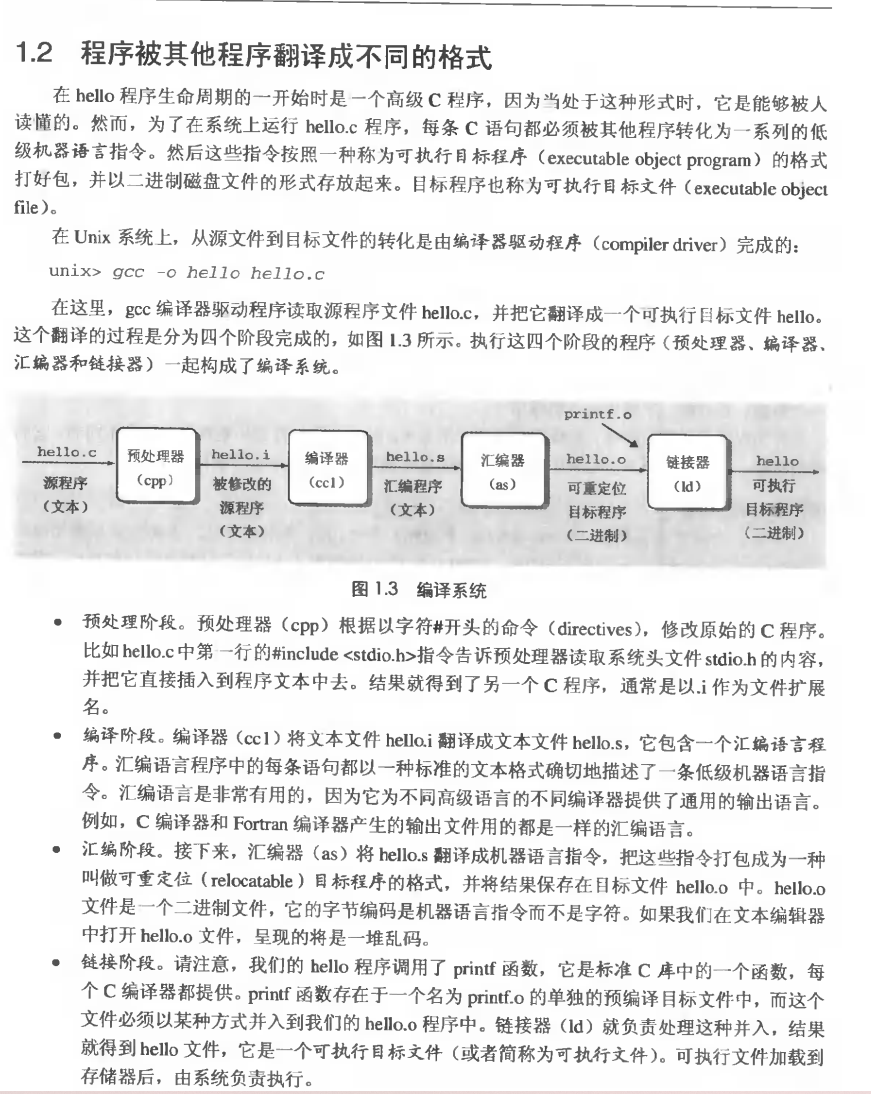 1.2 程序被其他程序翻译成不同的格式
在 hello 程序生命周期的一开始时是一个高级 C 程序，因为当处于这种形式时，它是能够被人
读懂的。然而，为了在系统上运行 hello.c 程序，每条 C 语句都必须被其他程序转化为一系列的低
级机器语言指令。然后这些指令按照一种称为可执行目标程序（executable object program）的格式
打好包，并以二进制磁盘文件的形式存放起来。目标程序也称为可执行目标文件（executable object
file）。
在 Unix 系统上，从源文件到目标文件的转化是由编译器驱动程序（compiler driver）完成的：
unix> gcc -o hello hello.c
在这里，gcc 编译器驱动程序读取源程序文件 hello.c，并把它翻译成一个可执行目标文件 hello。
这个翻译的过程是分为四个阶段完成的，如图 1.3 所示。执行这四个阶段的程序（预处理器、编译器、
汇编器和链接器）一起构成了编译系统。
printf.o
hello.c 预处理器 hello.i 编译器 hello.s 汇编器 hello.o 链接器 hello
源程序 （cpp） 被修改的 （cc1） 汇编程序 （as） 可重定位 （ld） 可执行
（文本） 源程序 （文本） 目标程序 目标程序
（文本） （二进制） （二进制）
图 1.3 编译系统
• 预处理阶段。预处理器（cpp）根据以字符#开头的命令（directives），修改原始的 C 程序。
比如 hello.c 中第一行的#include <stdio.h>指令告诉预处理器读取系统头文件 stdio.h 的内容，
并把它直接插入到程序文本中去。结果就得到了另一个 C 程序，通常是以.i 作为文件扩展
名。
• 编译阶段。编译器（cc1）将文本文件 hello.i 翻译成文本文件 hello.s，它包含一个汇编语言程
序。汇编语言程序中的每条语句都以一种标准的文本格式确切地描述了一条低级机器语言指
令。汇编语言是非常有用的，因为它为不同高级语言的不同编译器提供了通用的输出语言。
例如，C 编译器和 Fortran 编译器产生的输出文件用的都是一样的汇编语言。
• 汇编阶段。接下来，汇编器（as）将 hello.s 翻译成机器语言指令，把这些指令打包成为一种
叫做可重定位（relocatable）目标程序的格式，并将结果保存在目标文件 hello.o 中。hello.o
文件是一个二进制文件，它的字节编码是机器语言指令而不是字符。如果我们在文本编辑器
中打开 hello.o 文件，呈现的将是一堆乱码。
• 链接阶段。请注意，我们的 hello 程序调用了 printf 函数，它是标准 C 库中的一个函数，每
个 C 编译器都提供。printf 函数存在于一个名为 printf.o 的单独的预编译目标文件中，而这个
文件必须以某种方式并入到我们的 hello.o 程序中。链接器（ld）就负责处理这种并入，结果
就得到 hello 文件，它是一个可执行目标文件（或者简称为可执行文件）。可执行文件加载到
存储器后，由系统负责执行。